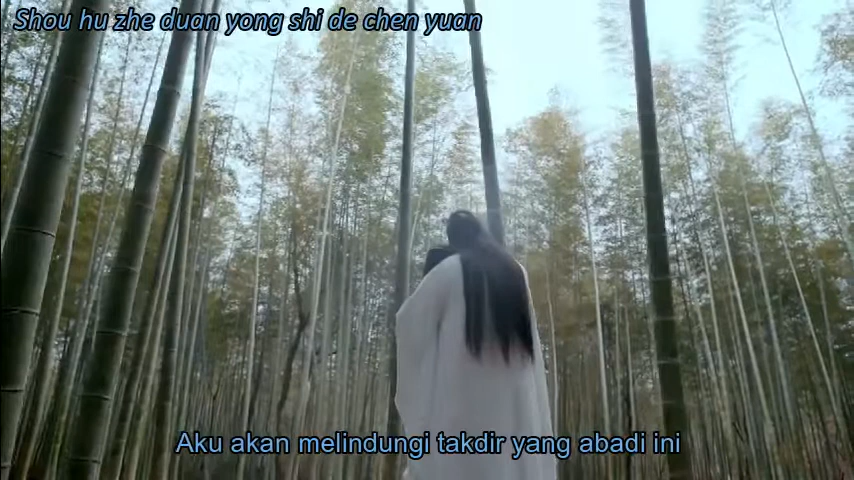 Shou hu zhe duan yong shi de chen yuan
Aku akan melindungi takdir yang abadi ini